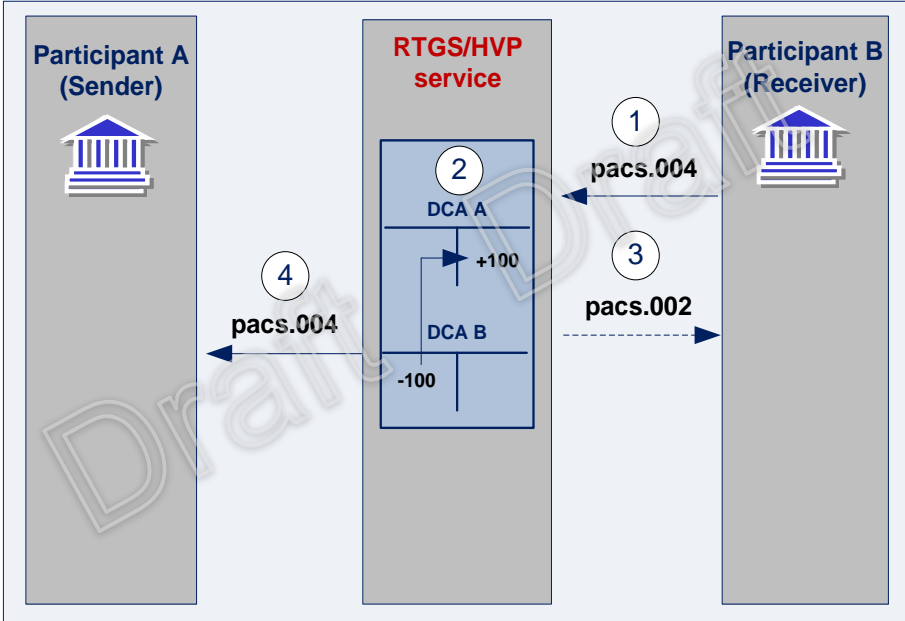 Participant A
(Sender)
RTGS/HVP
service
Participant B
(Receiver)
1
pacs.004
2
DCA A
+100
3
pacs.002
4
pacs.004
DCA B
-100
Draft
Draft